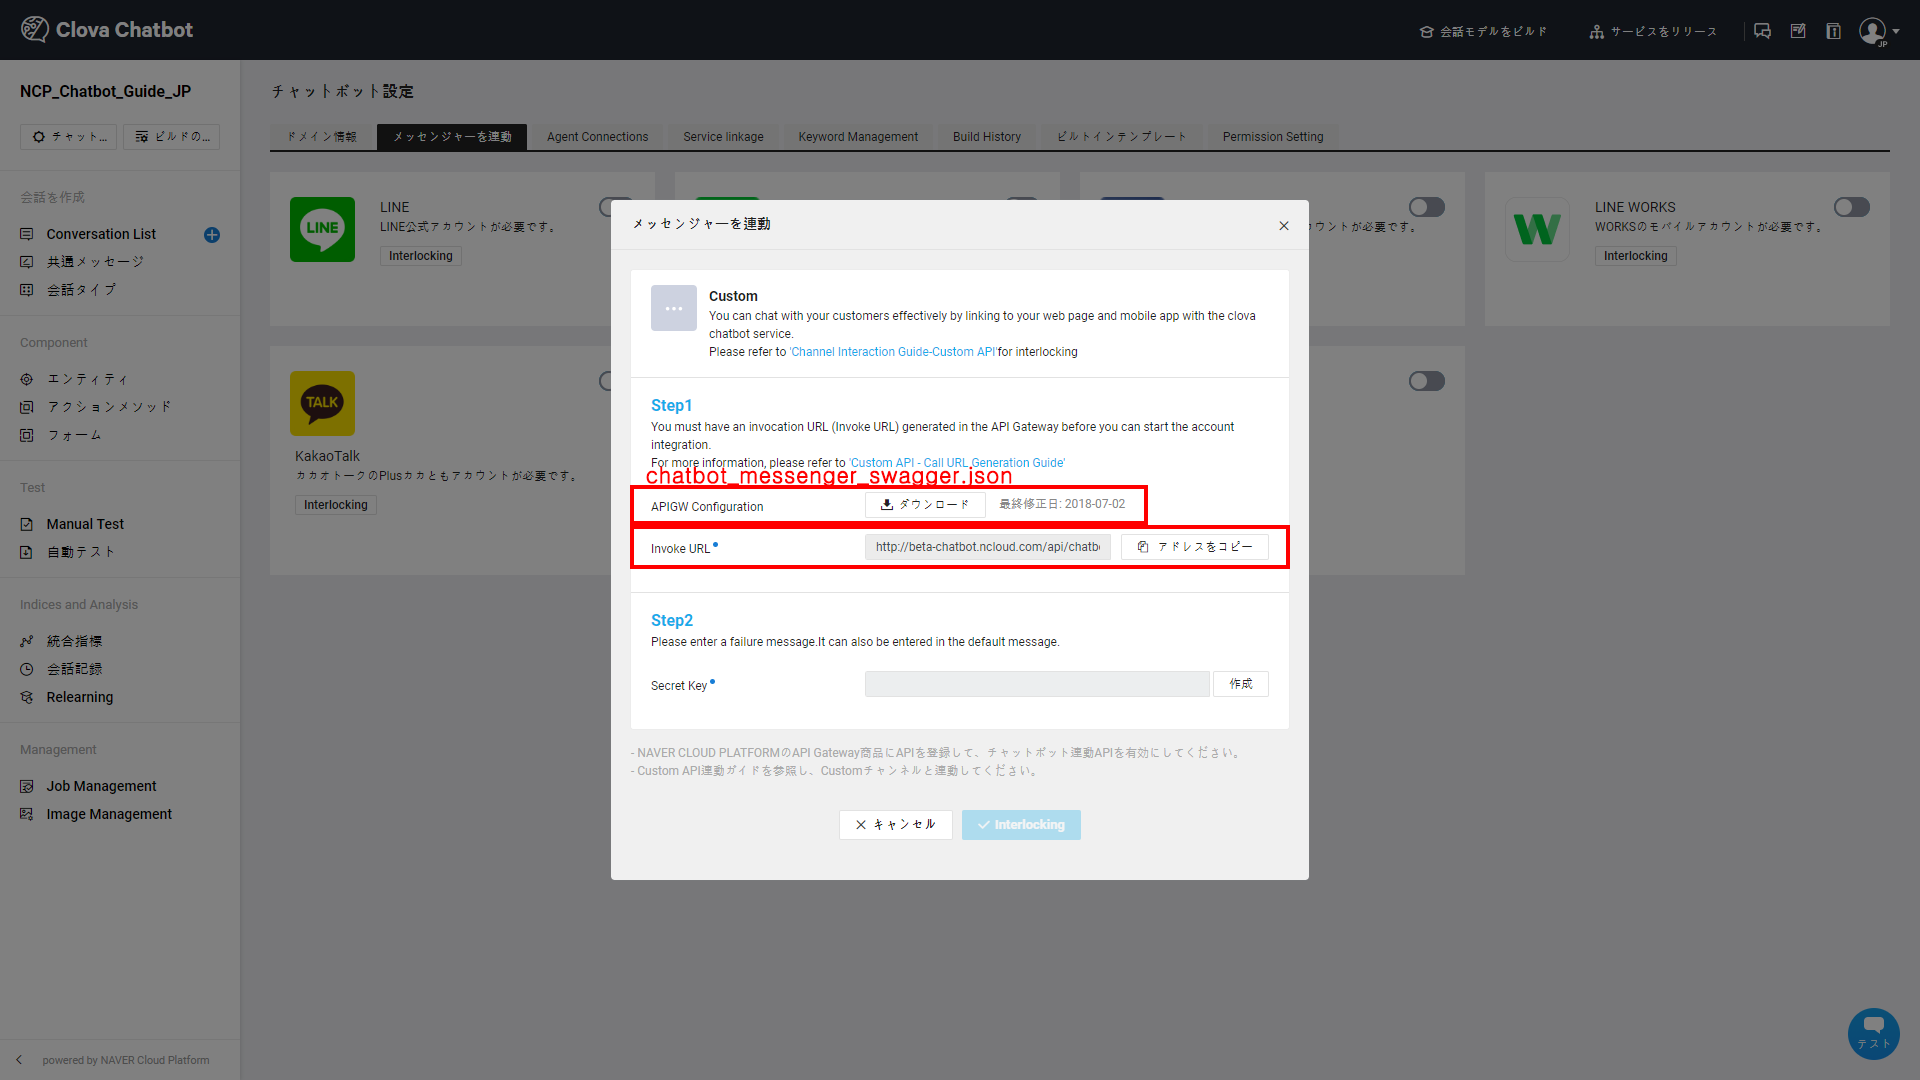 Clova Chatbot
会話モデルをビルド
サービスをリリース
JP
NCP_Chatbot_Guide_JP
チャット...
ビルドの...
会話を作成
Conversation List
共通メッセージ
会話タイプ
Component
エンティティ
アクションメソッド
フォーム
Test
Manual Test
自動テスト
Indices and Analysis
統合指標
会話記録
Relearning
Management
Job Management
Image Management
powered by NAVER Cloud Platform
チャットボット設定
ドメイン情報
メッセンジャーを連動
Agent Connections
Service linkage
Keyword Management
Build History
ビルトインテンプレート
Permission Setting
LINE
LINE
LINE公式アカウントが必要です。
Interlocking
ウントが必要です。
LINE WORKS
WORKSのモバイルアカウントが必要です。
Interlocking
TALK
KakaoTalk
カカオトークのPlusカカともアカウントが必要です。
Interlocking
メッセンジャーを連動
Custom
You can chat with your customers effectively by linking to your web page and mobile app with the clova
chatbot service.
Please refer to 'Channel Interaction Guide-Custom API'for interlocking
Step1
You must have an invocation URL (Invoke URL) generated in the API Gateway before you can start the account
integration.
For more information, please refer to 'Custom API - Call URL Generation Guide'
chatbot_messenger_swagger.json
APIGW Configuration
ダウンロード
最終修正日: 2018-07-02
Invoke URL
http://beta-chatbot.ncloud.com/api/chatb
アドレスをコピー
Step2
Please enter a failure message.It can also be entered in the default message.
Secret Key
作成
- NAVER CLOUD PLATFORMのAPI Gateway商品にAPIを登録して、チャットボット連動APIを有効にしてください。
- Custom API連動ガイドを参照し、Customチャンネルと連動してください。
キャンセル
Interlocking
テスト